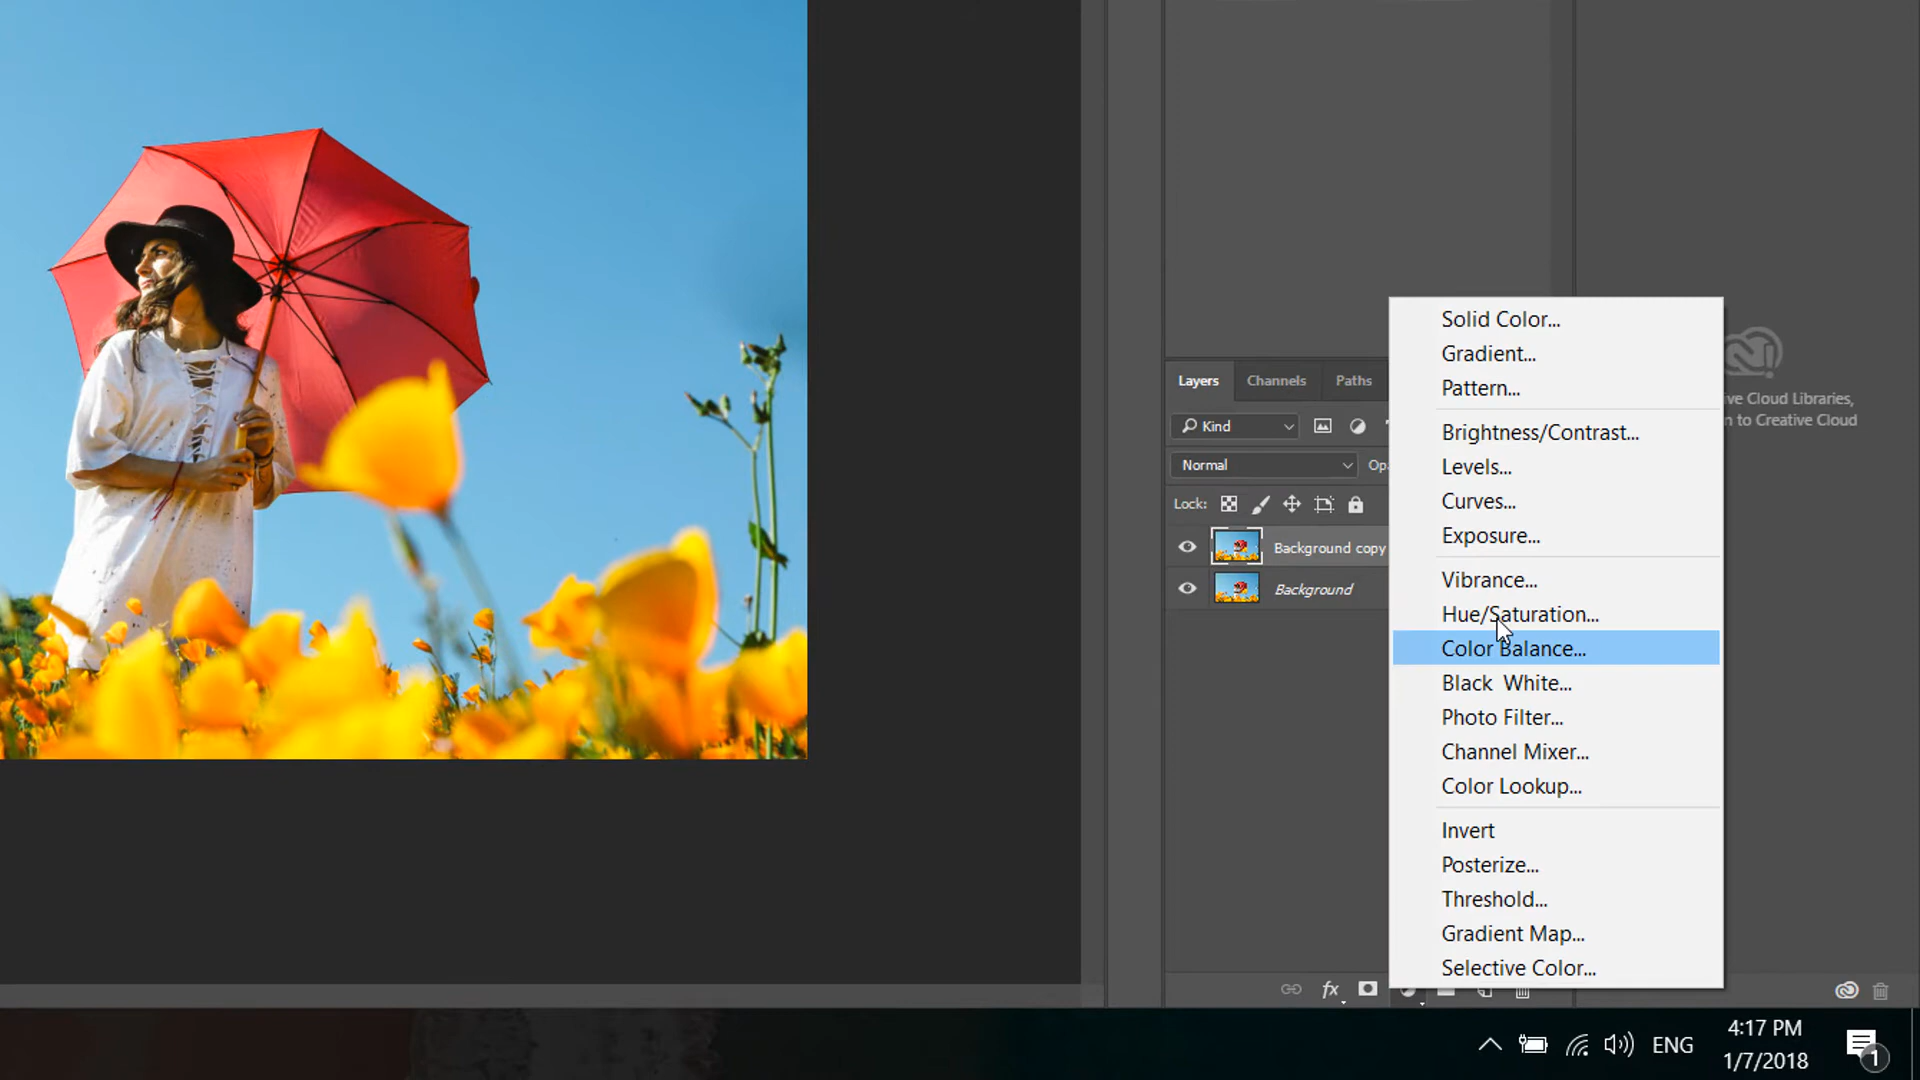 Solid Color...
Gradient...
Pattern...
Brightness/Contrast...
Levels...
Curves...
Exposure...
Vibrance...
Hue/Saturation...
Color Balance...
Black  White...
Photo Filter...
Channel Mixer...
Color Lookup...
Invert
Posterize...
Threshold...
Gradient Map...
Selective Color...
Layers Channels Paths
Kind
Normal
Lock:
Background copy
Background
Cloud Libraries,
to Creative Cloud
fx
ENG
4:17 PM
1/7/2018
1